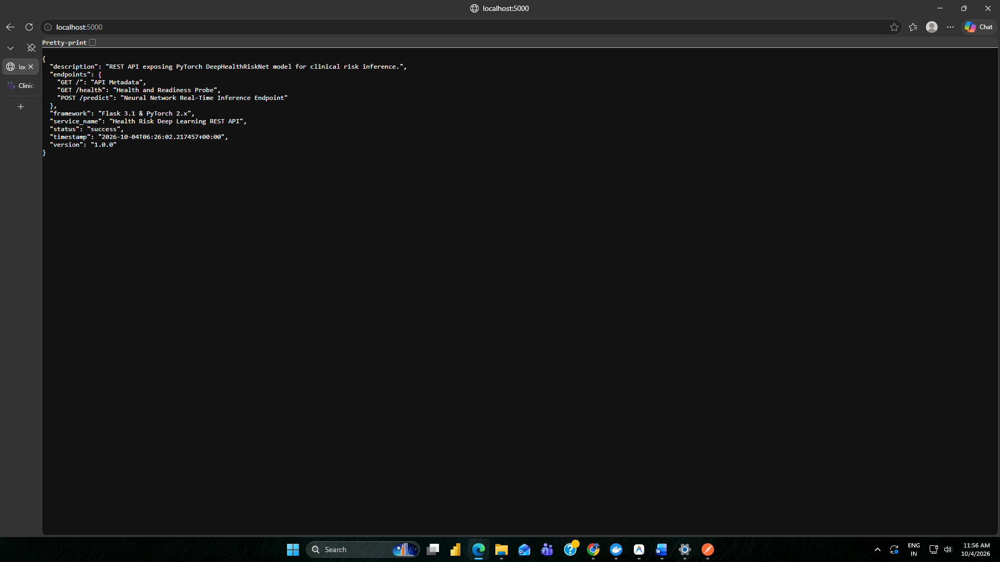 localhost:5000
localhost:5000
Chat
Pretty-print
loc
Clinic
{
  "description": "REST API exposing PyTorch DeepHealthRiskNet model for clinical risk inference.",
  "endpoints": {
    "GET /": "API Metadata",
    "GET /health": "Health and Readiness Probe",
    "POST /predict": "Neural Network Real-Time Inference Endpoint"
  },
  "framework": "Flask 3.1 & PyTorch 2.x",
  "service_name": "Health Risk Deep Learning REST API",
  "status": "success",
  "timestamp": "2026-10-04T06:26:02.217457+00:00",
  "version": "1.0.0"
}
Search
ENG
IN
11:56 AM
10/4/2026